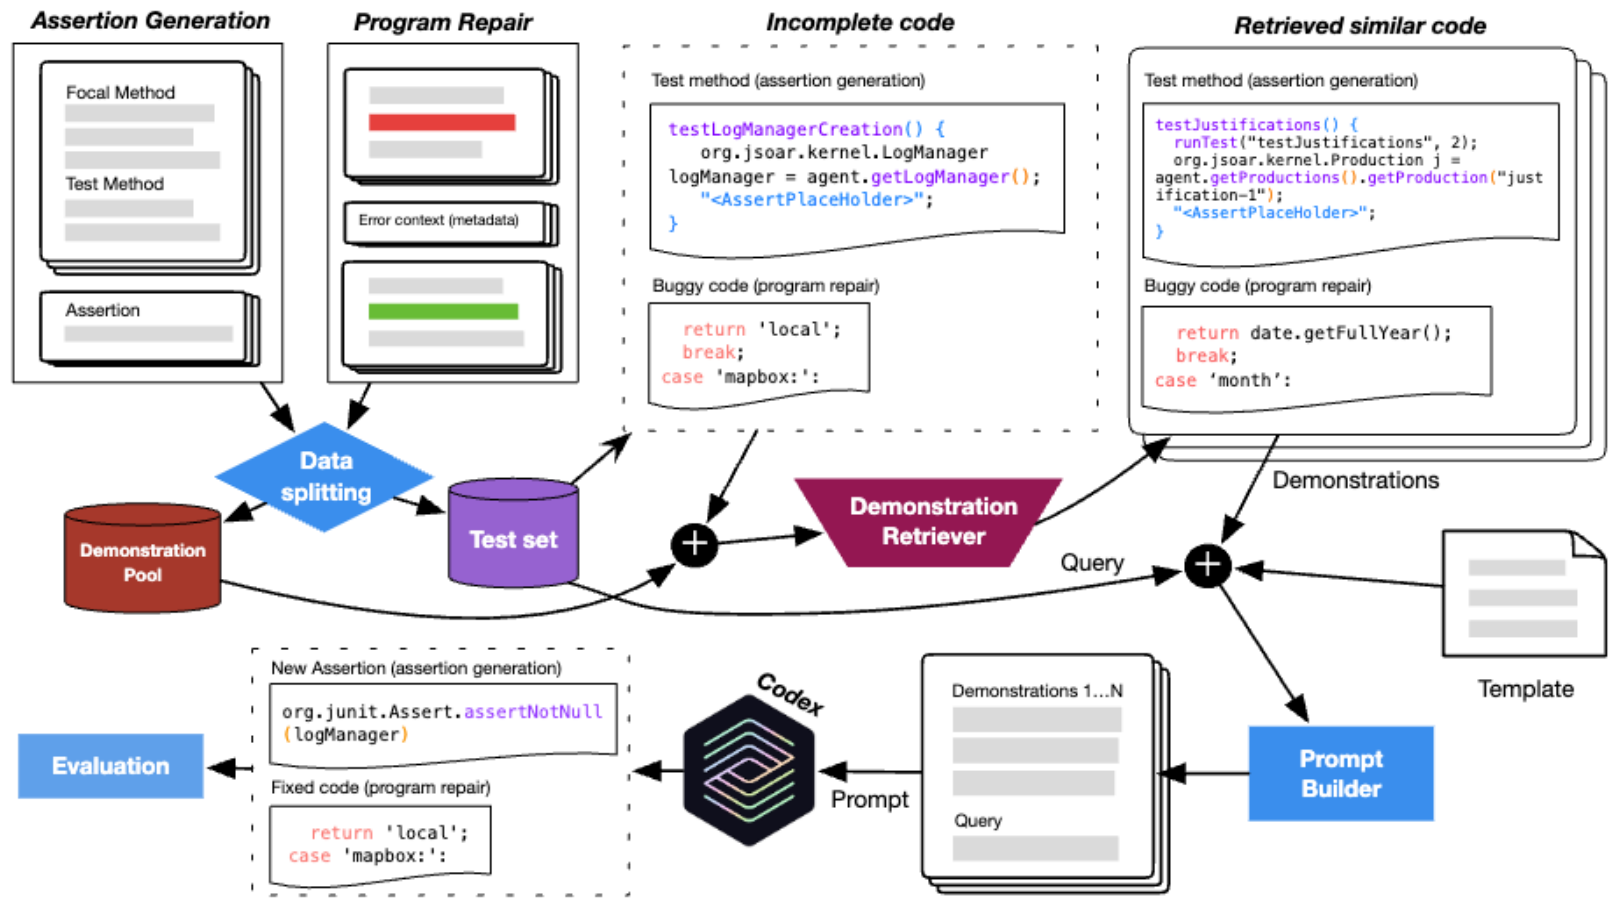 Assertion Generation
Program Repair
Incomplete code
Retrieved similar code
Focal Method
Test Method
Assertion
Error context (metadata)
Test method (assertion generation)
testLogManagerCreation() {
org.jsoar.kernel.LogManager
logManager = agent.getLogManager();
"<AssertPlaceHolder>";
}
Buggy code (program repair)
return 'local';
break;
case 'mapbox:':
Test method (assertion generation)
testJustifications() {
runTest("testJustifications", 2);
org.jsoar.kernel.Production j =
agent.getProductions().getProduction("just
ification-1");
"<AssertPlaceHolder>";
}
Buggy code (program repair)
return date.getFullYear();
break;
case ‘month’:
Data
splitting
Demonstration
Pool
Test set
Demonstration
Retriever
Demonstrations
Query
Template
New Assertion (assertion generation)
org.junit.Assert.assertNotNull
(logManager)
Fixed code (program repair)
return 'local';
case 'mapbox:':
Evaluation
Codex
Prompt
Demonstrations 1...N
Query
Prompt
Builder